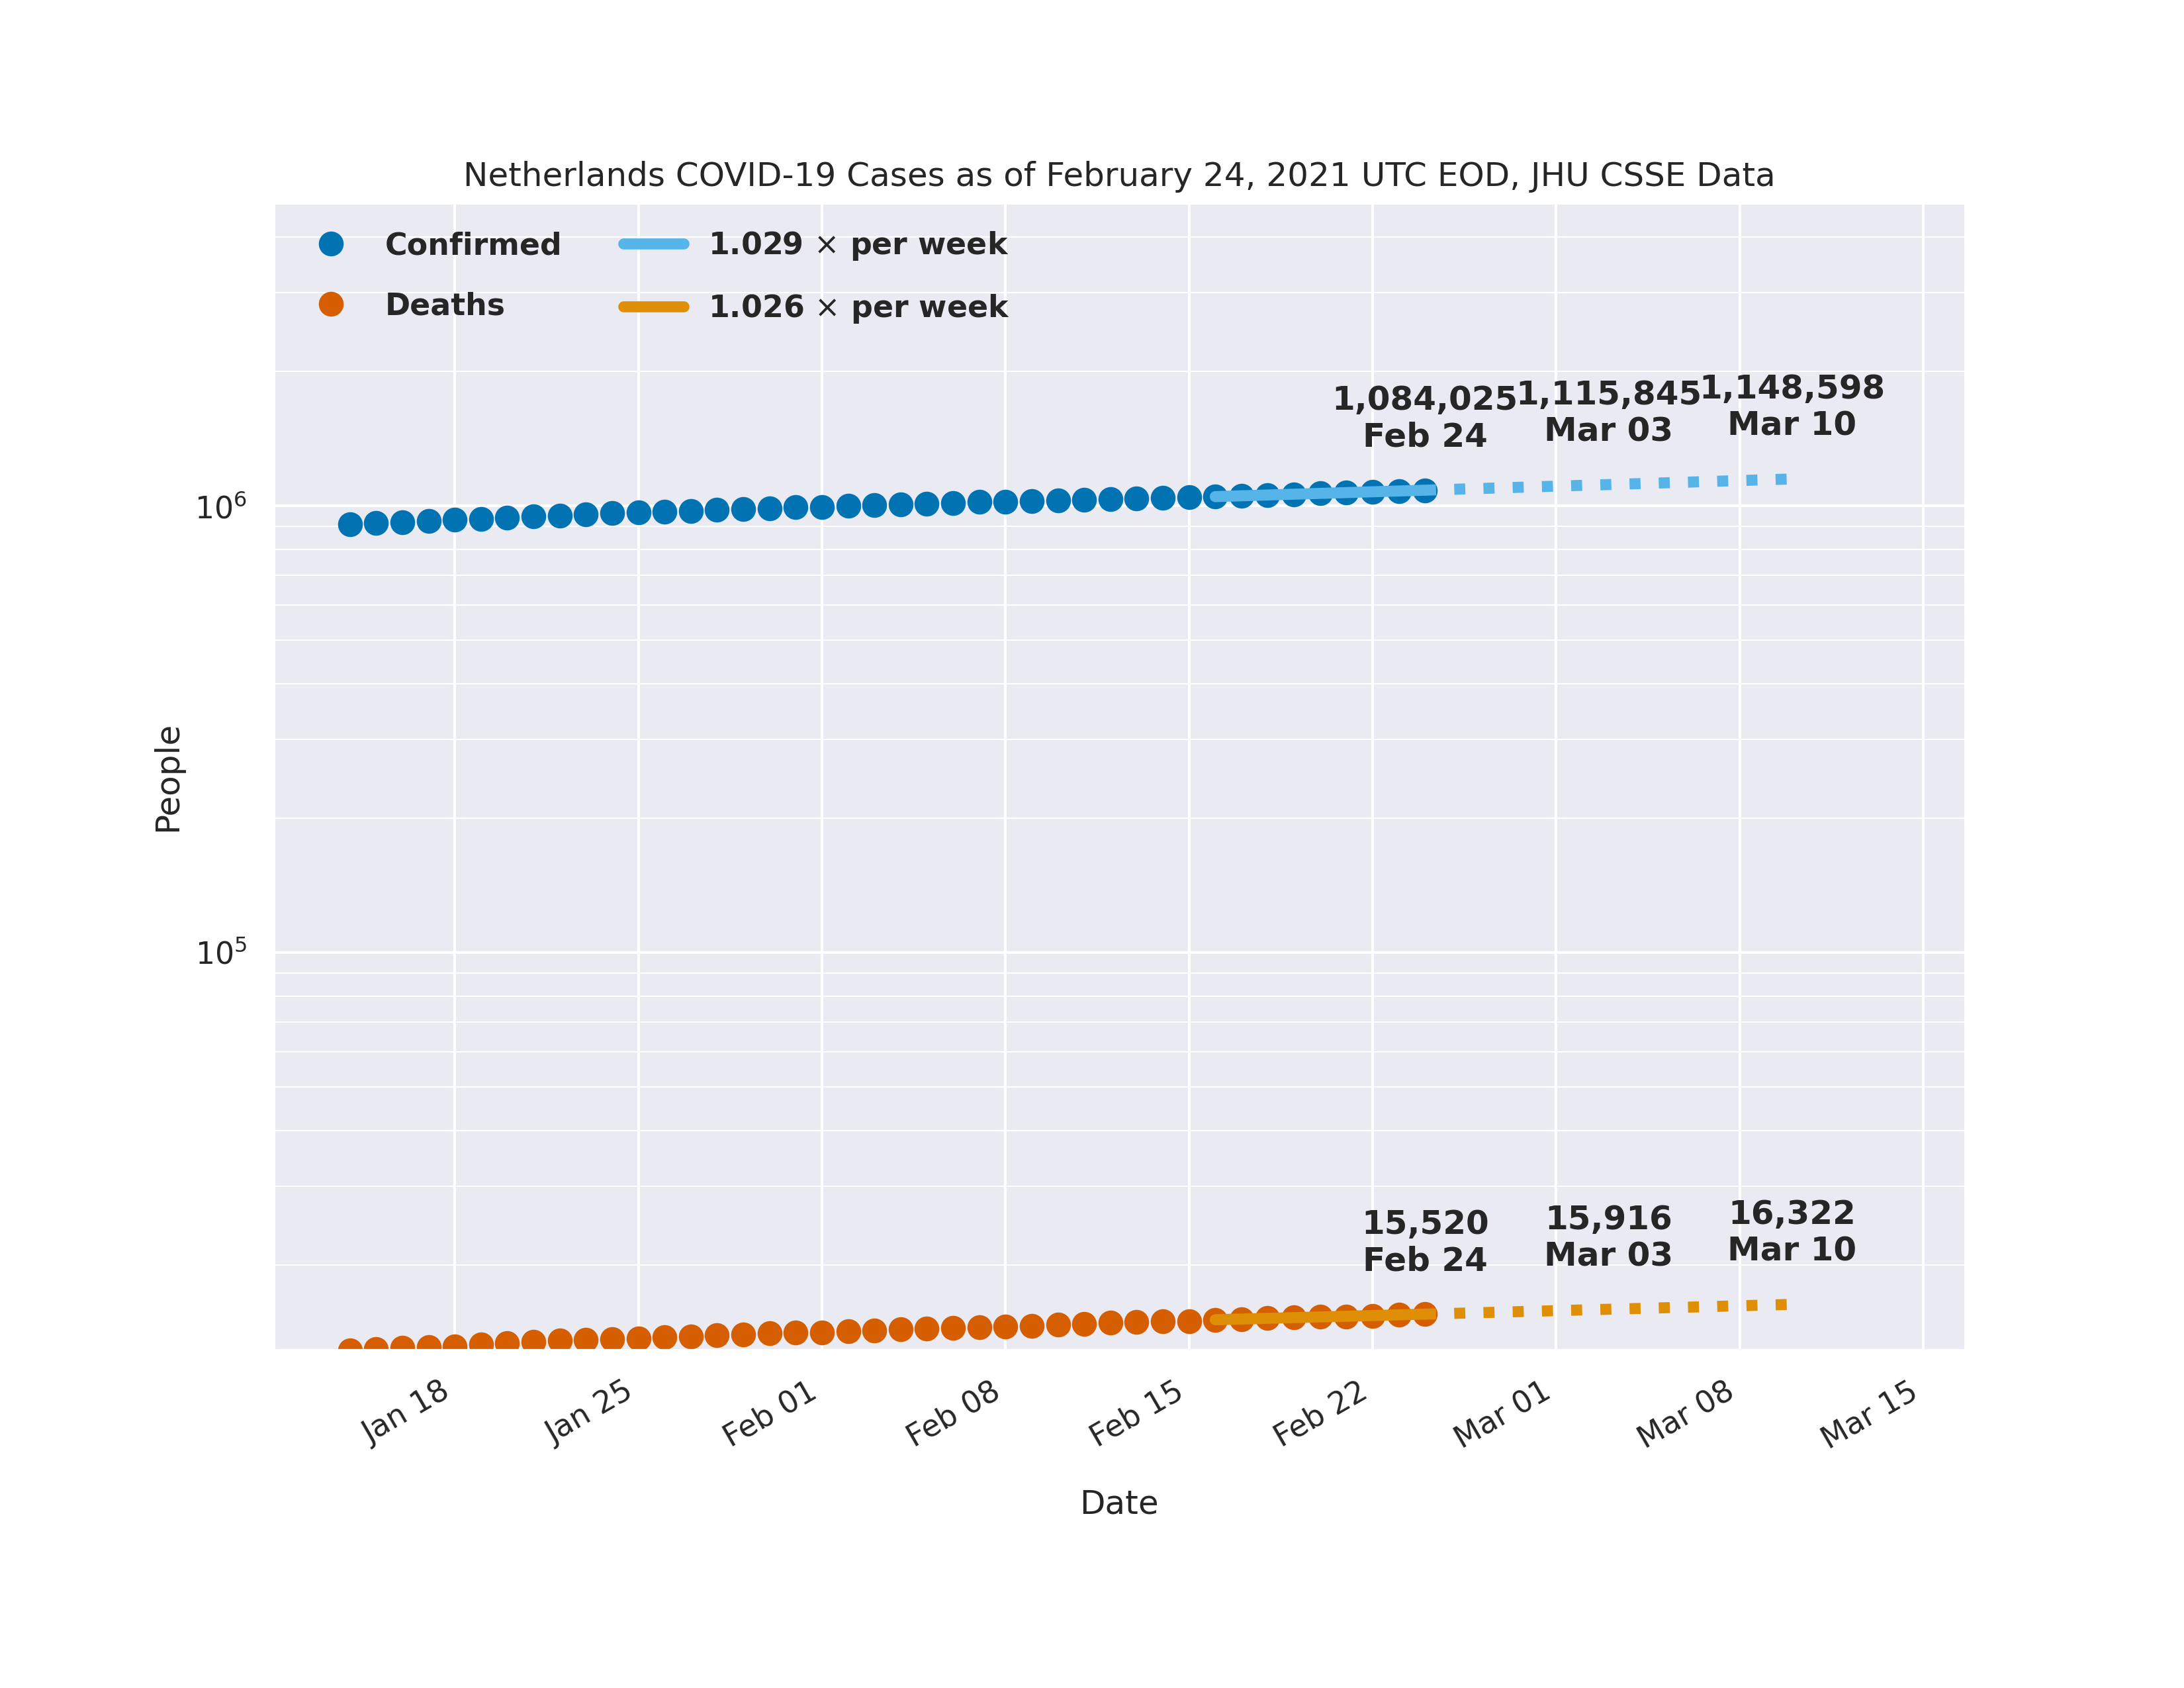 Netherlands COVID-19 Cases as of February 24, 2021 UTC EOD, JHU CSSE Data
Confirmed
Deaths
1.029 × per week
1.026 × per week
1,084,025
Feb 24
1,115,845
Mar 03
1,148,598
Mar 10
10⁶
People
10⁵
15,520
Feb 24
15,916
Mar 03
16,322
Mar 10
Jan 18
Jan 25
Feb 01
Feb 08
Feb 15
Feb 22
Mar 01
Mar 08
Mar 15
Date